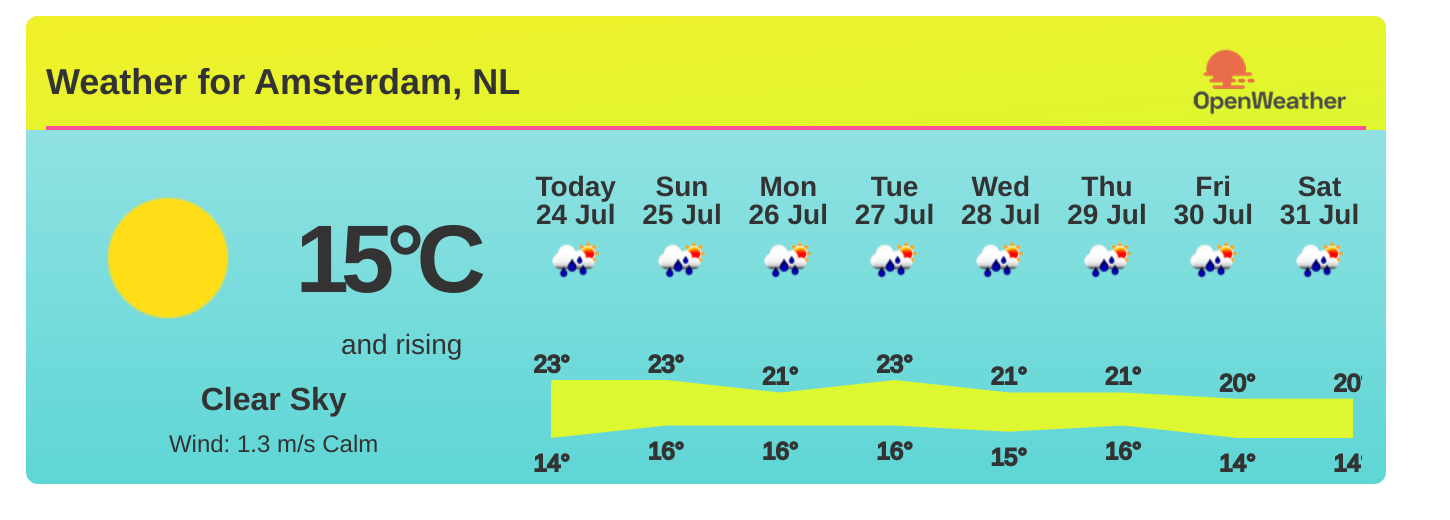 Weather for Amsterdam, NL
OpenWeather
15°C
and rising
Clear Sky
Wind: 1.3 m/s Calm
Today Sun Mon Tue Wed Thu Fri Sat
24 Jul 25 Jul 26 Jul 27 Jul 28 Jul 29 Jul 30 Jul 31 Jul
23° 23° 21° 23° 21° 21° 20° 20°
14° 16° 16° 16° 15° 16° 14° 14°